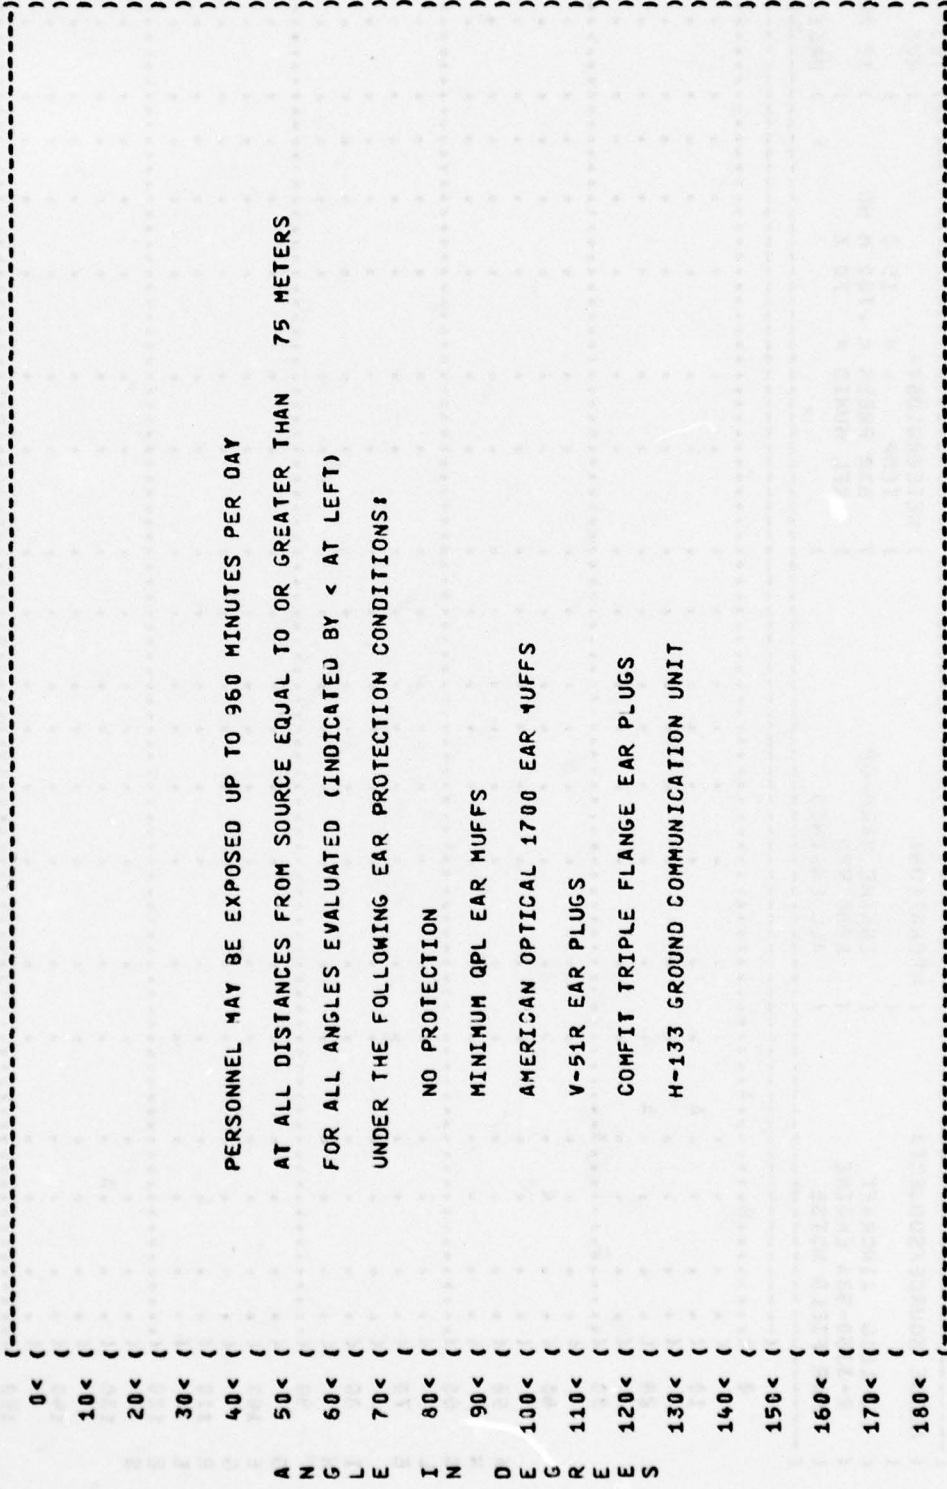 0<
10<
20<
30<
40< PERSONNEL MAY BE EXPOSED UP TO 960 MINUTES PER DAY
A 50< AT ALL DISTANCES FROM SOURCE EQUAL TO OR GREATER THAN 75 METERS
N
G 60< FOR ALL ANGLES EVALUATED (INDICATED BY < AT LEFT)
L
E 70< UNDER THE FOLLOWING EAR PROTECTION CONDITIONS:
I 80< NO PROTECTION
N
90< MINIMUM QPL EAR MUFFS
D
E 100< AMERICAN OPTICAL 1700 EAR MUFFS
G
R 110< V-51R EAR PLUGS
E
E 120< COMFIT TRIPLE FLANGE EAR PLUGS
S
130< H-133 GROUND COMMUNICATION UNIT
140<
150<
160<
170<
180<